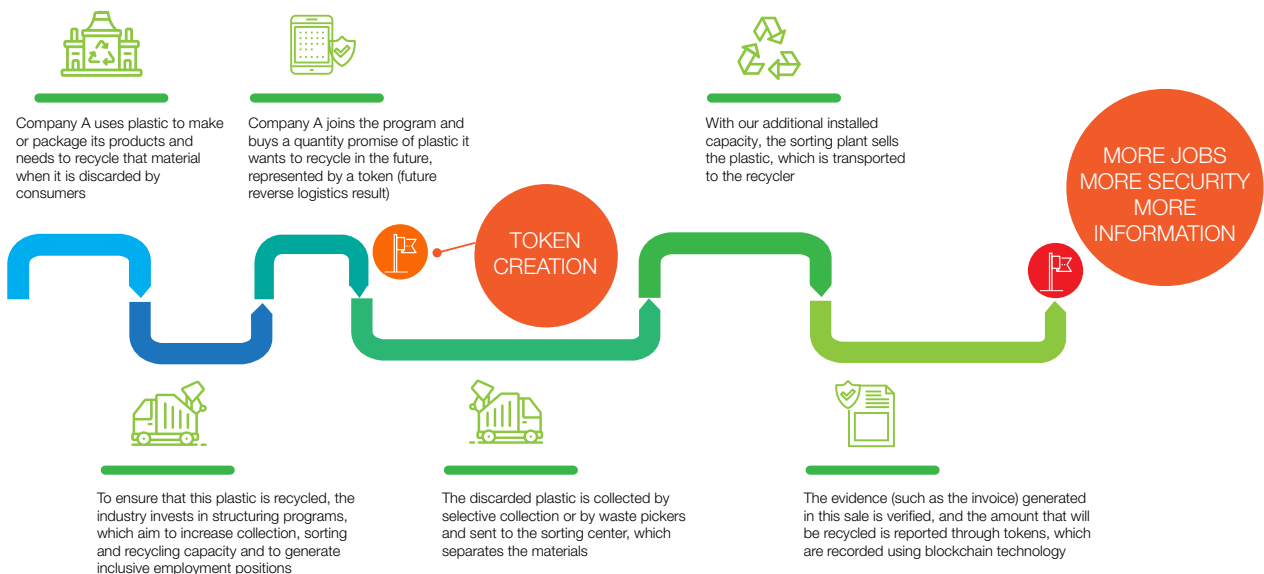 Company A uses plastic to make
or package its products and
needs to recycle that material
when it is discarded by
consumers
Company A joins the program and
buys a quantity promise of plastic it
wants to recycle in the future,
represented by a token (future
reverse logistics result)
With our additional installed
capacity, the sorting plant sells
the plastic, which is transported
to the recycler
MORE JOBS
MORE SECURITY
MORE
INFORMATION
TOKEN
CREATION
To ensure that this plastic is recycled, the
industry invests in structuring programs,
which aim to increase collection, sorting
and recycling capacity and to generate
inclusive employment positions
The discarded plastic is collected by
selective collection or by waste pickers
and sent to the sorting center, which
separates the materials
The evidence (such as the invoice) generated
in this sale is verified, and the amount that will
be recycled is reported through tokens, which
are recorded using blockchain technology